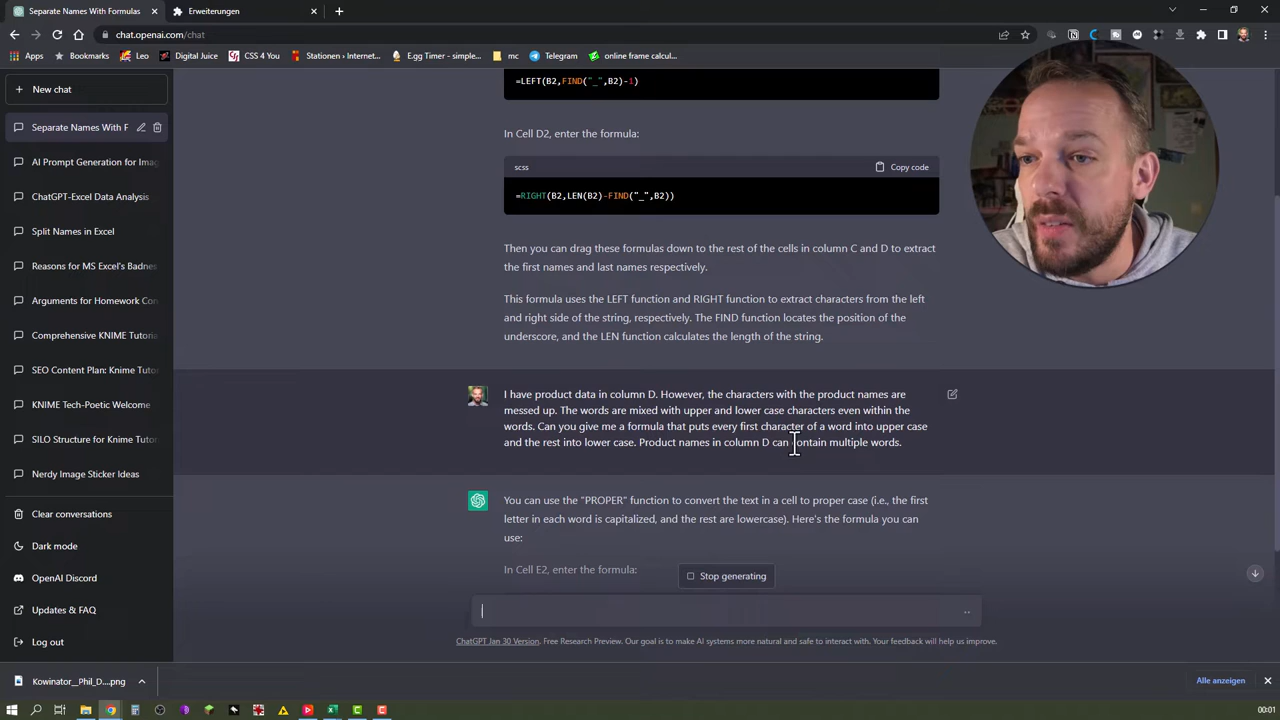 Separate Names With Formulas
Erweiterungen
chat.openai.com/chat
Apps
Bookmarks
Leo
Digital Juice
CSS 4 You
Stationen ‹ Internet...
Egg Timer - simple...
mc
Telegram
online frame calcul...
New chat
Separate Names With F
AI Prompt Generation for Imag
ChatGPT-Excel Data Analysis
Split Names in Excel
Reasons for MS Excel's Badnes
Arguments for Homework Con
Comprehensive KNIME Tutoria
SEO Content Plan: Knime Tutor
KNIME Tech-Poetic Welcome
SILO Structure for Knime Tuto
Nerdy Image Sticker Ideas
Clear conversations
Dark mode
OpenAI Discord
Updates & FAQ
Log out
=LEFT(B2,FIND("_",B2)-1)
In Cell D2, enter the formula:
scss
Copy code
=RIGHT(B2,LEN(B2)-FIND("_",B2))
Then you can drag these formulas down to the rest of the cells in column C and D to extract
the first names and last names respectively.
This formula uses the LEFT function and RIGHT function to extract characters from the left
and right side of the string, respectively. The FIND function locates the position of the
underscore, and the LEN function calculates the length of the string.
I have product data in column D. However, the characters with the product names are
messed up. The words are mixed with upper and lower case characters even within the
words. Can you give me a formula that puts every first character of a word into upper case
and the rest into lower case. Product names in column D can contain multiple words.
You can use the "PROPER" function to convert the text in a cell to proper case (i.e., the first
letter in each word is capitalized, and the rest are lowercase). Here's the formula you can
use:
In Cell E2, enter the formula:
Stop generating
ChatGPT Jan 30 Version. Free Research Preview. Our goal is to make AI systems more natural and safe to interact with. Your feedback will help us improve.
Kowinator__Phil_D....png
Alle anzeigen
00:01